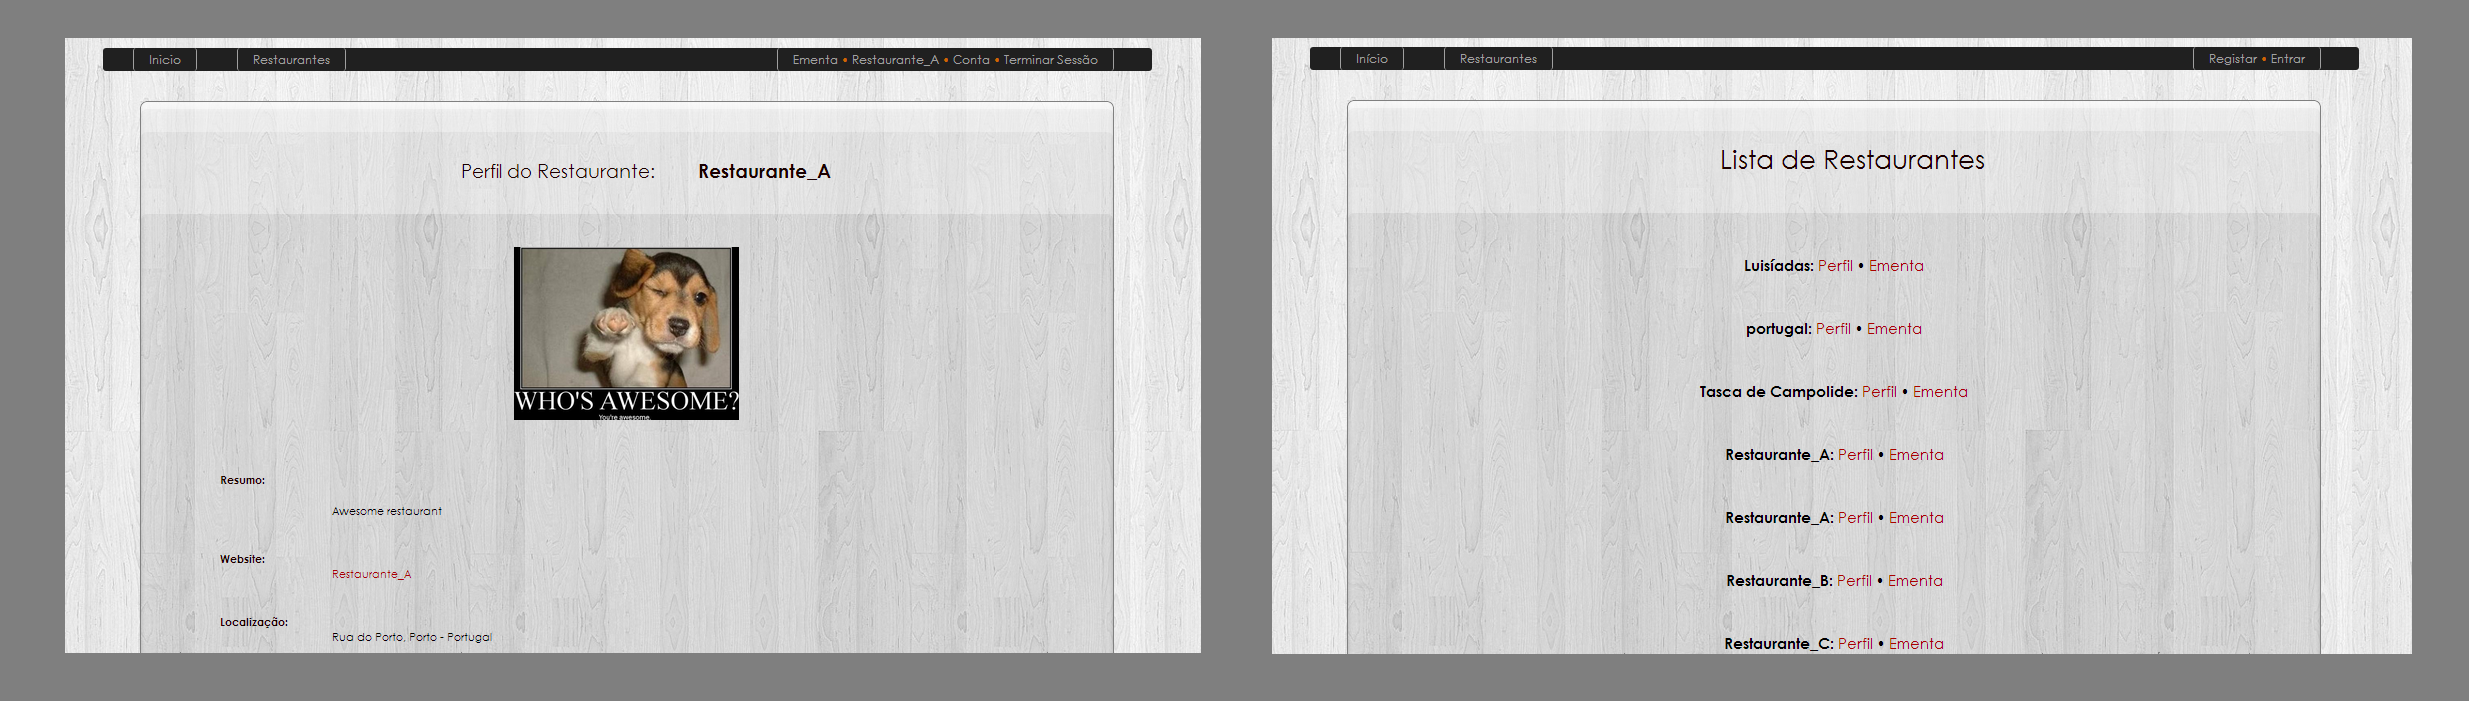 Inicio Restaurantes Ementa • Restaurante_A • Conta • Terminar Sessão
Perfil do Restaurante: Restaurante_A
WHO'S AWESOME?
You're awesome.
Resumo:
Awesome restaurant
Website:
Restaurante_A
Localização:
Rua do Porto, Porto - Portugal
Início Restaurantes Registar • Entrar
Lista de Restaurantes
Luisíadas: Perfil • Ementa
portugal: Perfil • Ementa
Tasca de Campolide: Perfil • Ementa
Restaurante_A: Perfil • Ementa
Restaurante_A: Perfil • Ementa
Restaurante_B: Perfil • Ementa
Restaurante_C: Perfil • Ementa